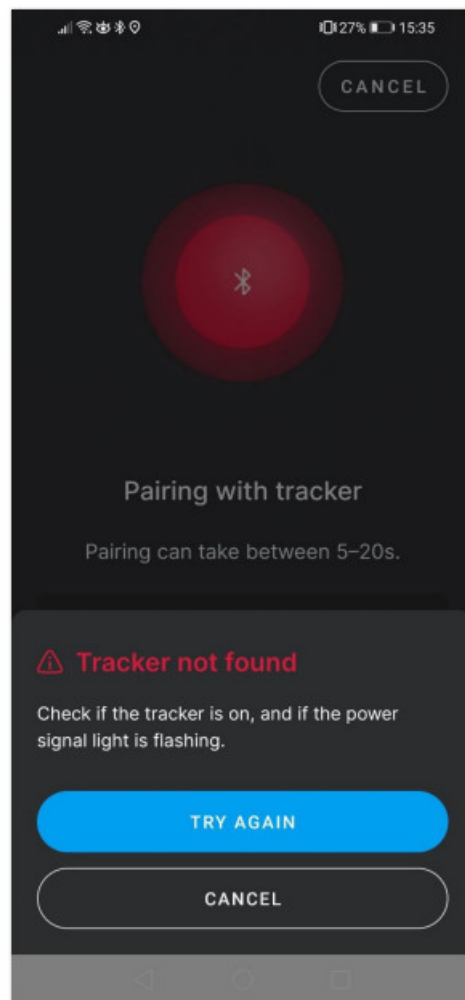 27% 15:35
CANCEL
Pairing with tracker
Pairing can take between 5–20s.
Tracker not found
Check if the tracker is on, and if the power
signal light is flashing.
TRY AGAIN
CANCEL